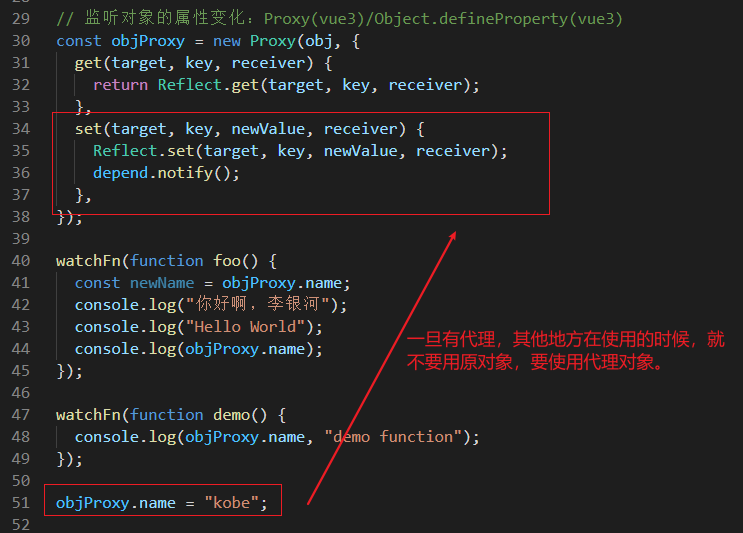 29 // 监听对象的属性变化: Proxy(vue3)/Object.defineProperty(vue3)
30 const objProxy = new Proxy(obj, {
31 get(target, key, receiver) {
32 return Reflect.get(target, key, receiver);
33 },
34 set(target, key, newValue, receiver) {
35 Reflect.set(target, key, newValue, receiver);
36 depend.notify();
37 },
38 });
39
40 watchFn(function foo() {
41 const newName = objProxy.name;
42 console.log("你好啊, 李银河");
43 console.log("Hello World");
44 console.log(objProxy.name);
45 });
46
47 watchFn(function demo() {
48 console.log(objProxy.name, "demo function");
49 });
50
51 objProxy.name = "kobe";
52
一旦有代理，其他地方在使用的时候，就
不要用原对象，要使用代理对象。